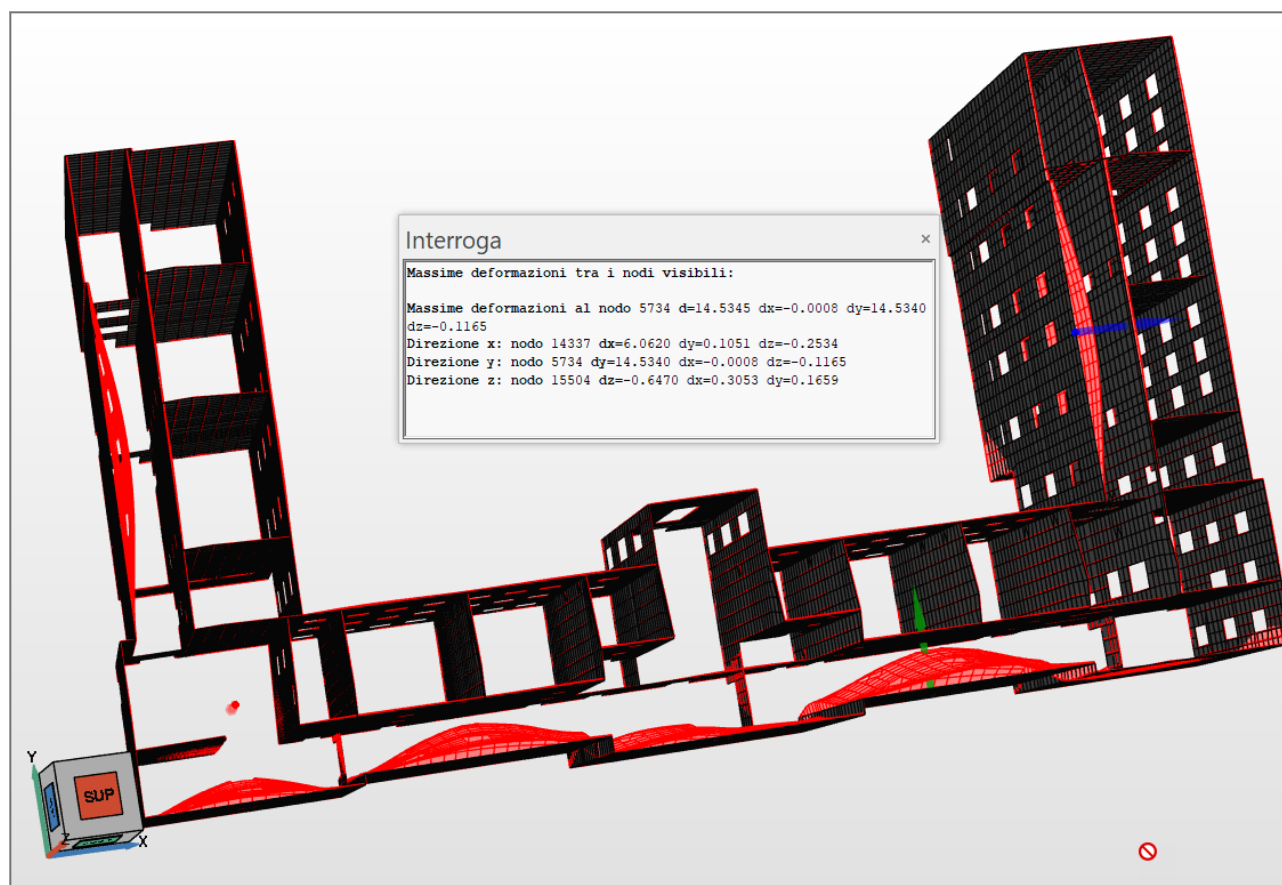 Interroga
×
Massime deformazioni tra i nodi visibili:
Massime deformazioni al nodo 5734 d=14.5345 dx=-0.0008 dy=14.5340
dz=-0.1165
Direzione x: nodo 14337 dx=6.0620 dy=0.1051 dz=-0.2534
Direzione y: nodo 5734 dy=14.5340 dx=-0.0008 dz=-0.1165
Direzione z: nodo 15504 dz=-0.6470 dx=0.3053 dy=0.1659
Y
SUP
Z
X